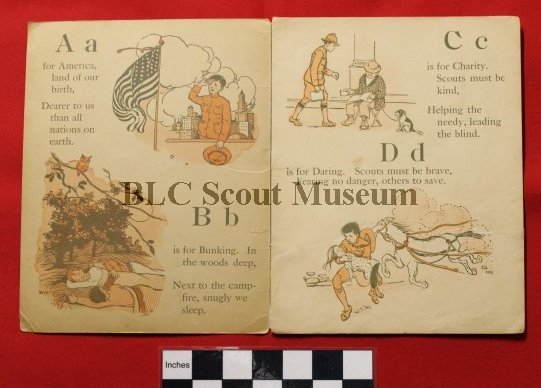 A a
for America,
land of our
birth,
Dearer to us
than all
nations on
earth.
B b
is for Bunking. In
the woods deep,
Next to the camp-
fire, snugly we
sleep.
C c
is for Charity.
Scouts must be
kind,
Helping the
needy, leading
the blind.
D d
is for Daring. Scouts must be brave,
Fearing no danger, others to save.
BLC Scout Museum
Inches